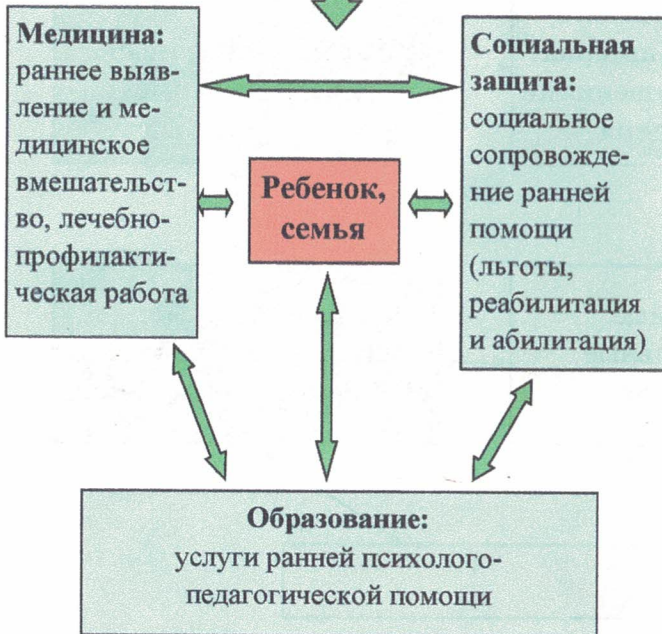 Медицина:
раннее выяв-
ление и ме-
дицинское
вмешательст-
во, лечебно-
профилакти-
ческая работа
Ребенок,
семья
Социальная
защита:
социальное
сопровожде-
ние ранней
помощи
(льготы,
реабилитация
и абилитация)
Образование:
услуги ранней психолого-
педагогической помощи